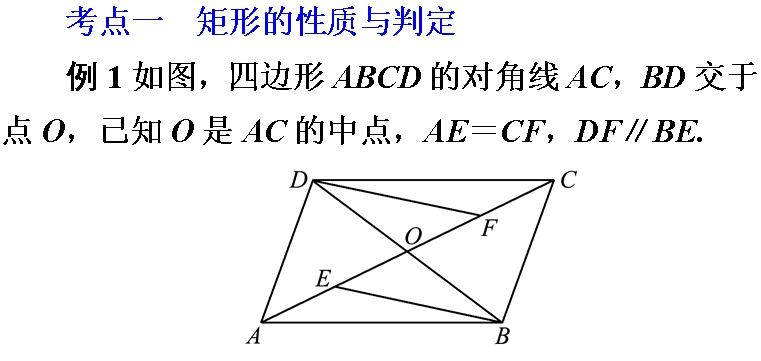 考点一 矩形的性质与判定
例 1 如图，四边形 ABCD 的对角线 AC，BD 交于
点 O，已知 O 是 AC 的中点，AE＝CF，DF∥BE.
D
C
F
O
E
A
B